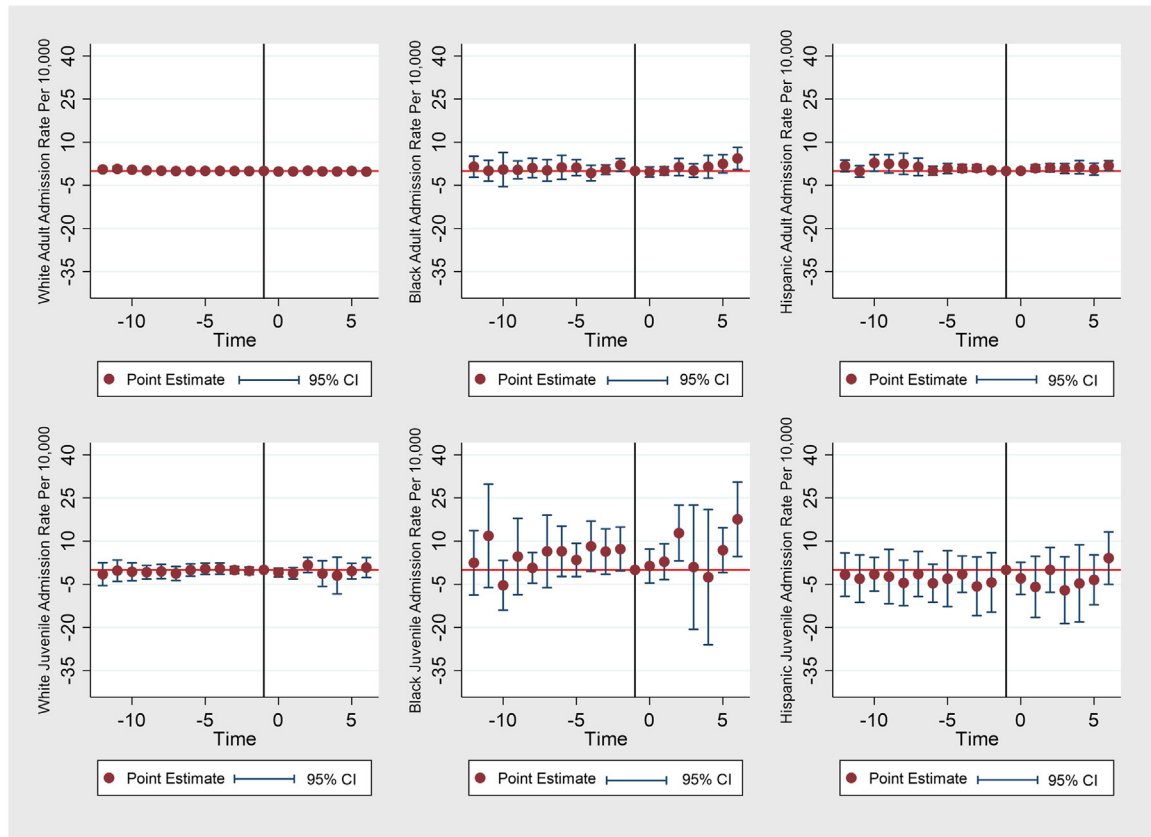 White Adult Admission Rate Per 10,000
40
25
10
-5
-20
-35
-10
-5
0
5
Time
Point Estimate
95% CI
Black Adult Admission Rate Per 10,000
40
25
10
-5
-20
-35
-10
-5
0
5
Time
Point Estimate
95% CI
Hispanic Adult Admission Rate Per 10,000
40
25
10
-5
-20
-35
-10
-5
0
5
Time
Point Estimate
95% CI
White Juvenile Admission Rate Per 10,000
40
25
10
-5
-20
-35
-10
-5
0
5
Time
Point Estimate
95% CI
Black Juvenile Admission Rate Per 10,000
40
25
10
-5
-20
-35
-10
-5
0
5
Time
Point Estimate
95% CI
Hispanic Juvenile Admission Rate Per 10,000
40
25
10
-5
-20
-35
-10
-5
0
5
Time
Point Estimate
95% CI